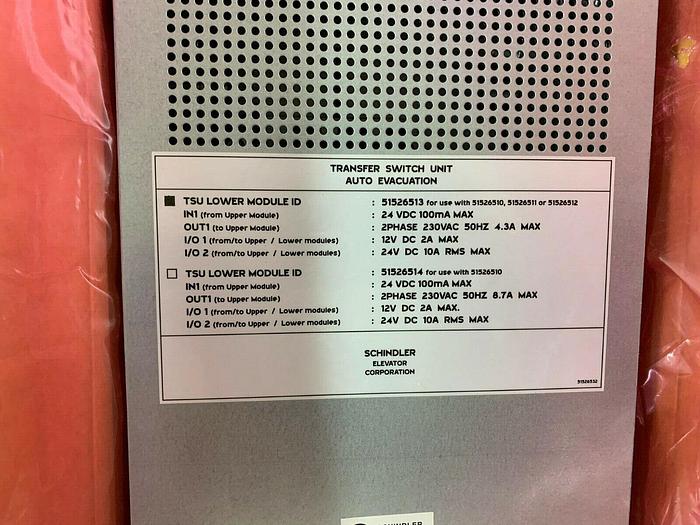 TRANSFER SWITCH UNIT
AUTO EVACUATION
TSU LOWER MODULE ID : 51526513 for use with 51526510, 51526511 or 51526512
IN1 (from Upper Module) : 24 VDC 100mA MAX
OUT1 (to Upper Module) : 2PHASE 230VAC 50HZ 4.3A MAX
I/O 1 (from/to Upper / Lower modules) : 12V DC 2A MAX
I/O 2 (from/to Upper / Lower modules) : 24V DC 10A RMS MAX
TSU LOWER MODULE ID : 51526514 for use with 51526510
IN1 (from Upper Module) : 24 VDC 100mA MAX
OUT1 (to Upper Module) : 2PHASE 230VAC 50HZ 8.7A MAX
I/O 1 (from/to Upper / Lower modules) : 12V DC 2A MAX.
I/O 2 (from/to Upper / Lower modules) : 24V DC 10A RMS MAX
SCHINDLER
ELEVATOR
CORPORATION
51526532
SCHINDLER